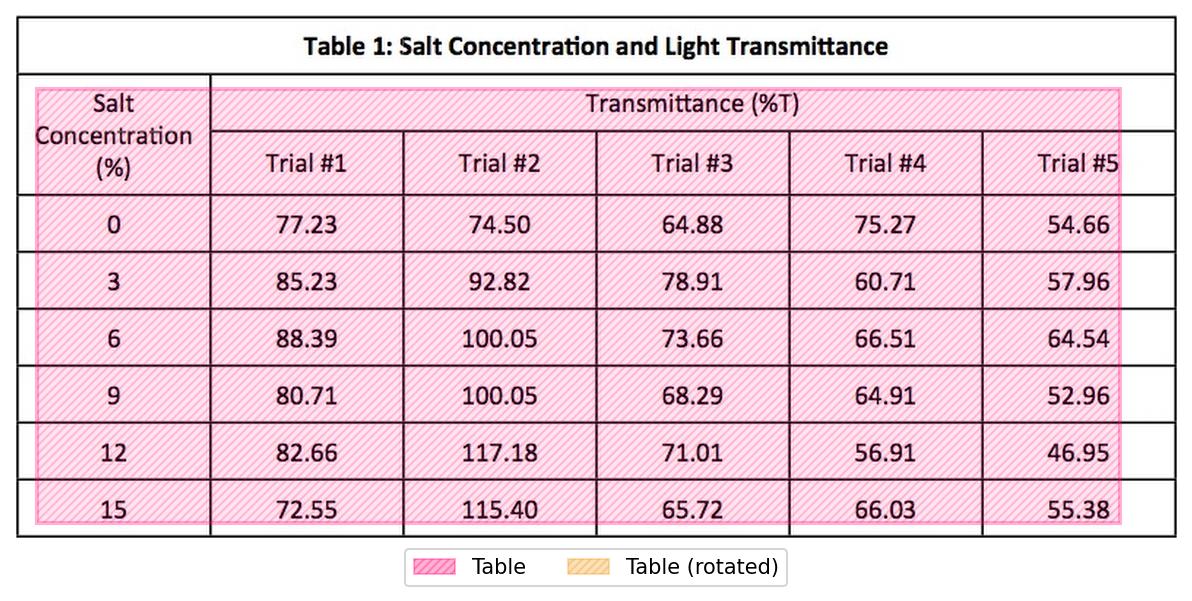 Table 1: Salt Concentration and Light Transmittance
Salt
Concentration
(%)
Transmittance (%T)
Trial #1 Trial #2 Trial #3 Trial #4 Trial #5
0 77.23 74.50 64.88 75.27 54.66
3 85.23 92.82 78.91 60.71 57.96
6 88.39 100.05 73.66 66.51 64.54
9 80.71 100.05 68.29 64.91 52.96
12 82.66 117.18 71.01 56.91 46.95
15 72.55 115.40 65.72 66.03 55.38
Table Table (rotated)